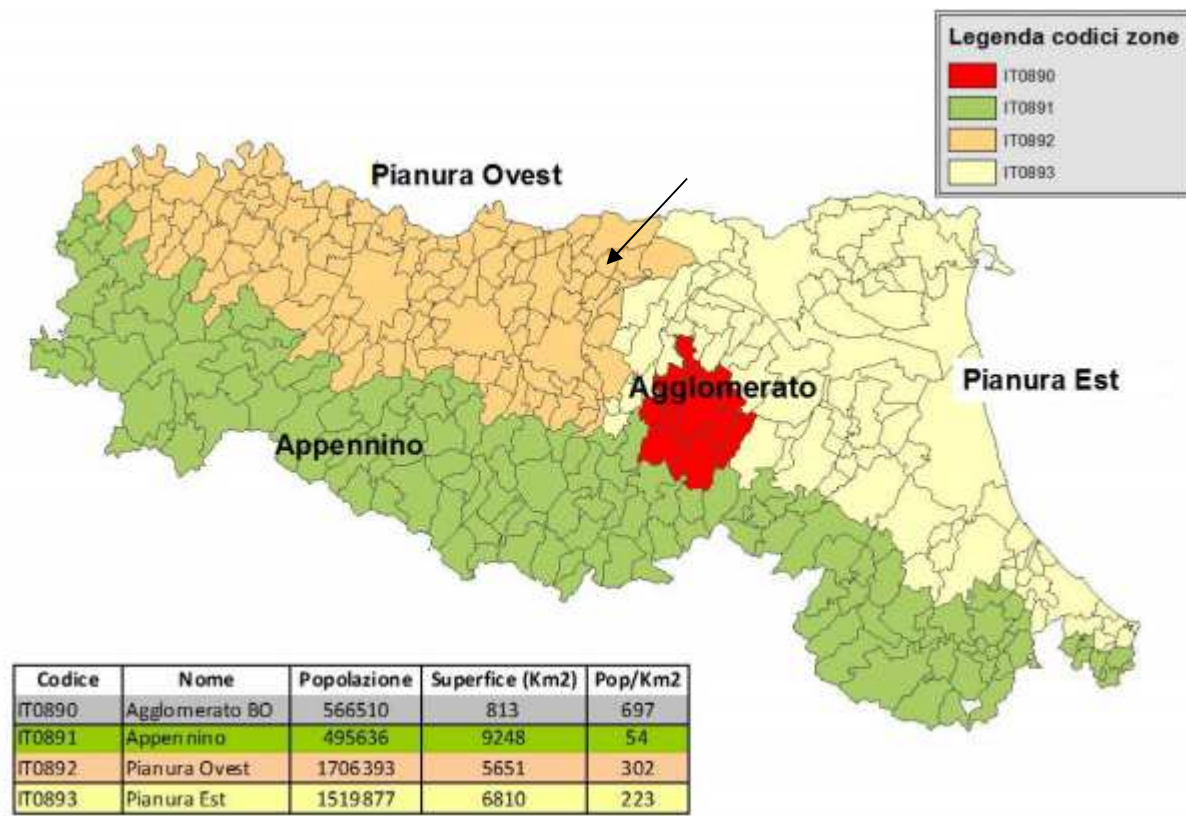 Legenda codici zone
IT0890
IT0891
IT0892
IT0893
Pianura Ovest
Agglomerato
Pianura Est
Appennino
Codice Nome Popolazione Superfice (Km2) Pop/Km2
IT0890 Agglomerato BO 566510 813 697
IT0891 Appennino 495636 9248 54
IT0892 Pianura Ovest 1706393 5651 302
IT0893 Pianura Est 1519877 6810 223